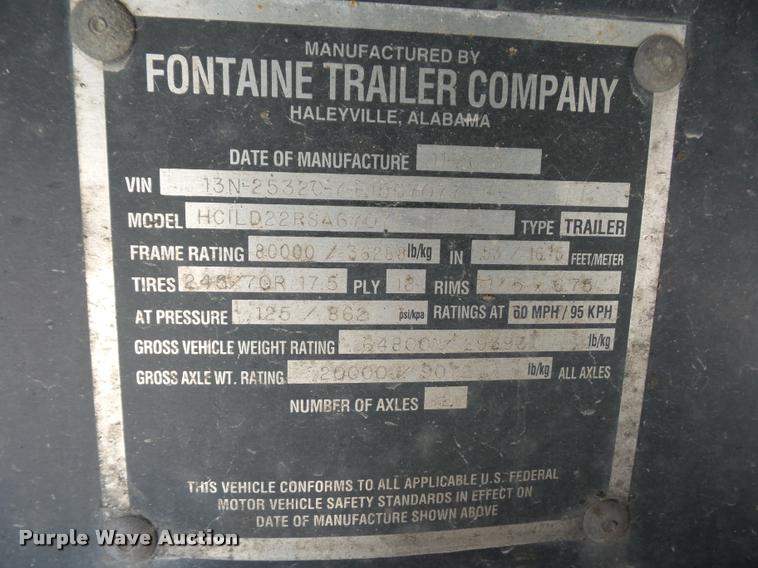 MANUFACTURED BY
FONTAINE TRAILER COMPANY
HALEYVILLE, ALABAMA
DATE OF MANUFACTURE
VIN
MODEL TYPE TRAILER
FRAME RATING 80000 / lb/kg IN FEET/METER
TIRES 245/70R 17.5 PLY 18 RIMS
AT PRESSURE 125 / 862 psi/kpa RATINGS AT 60 MPH / 95 KPH
GROSS VEHICLE WEIGHT RATING lb/kg
GROSS AXLE WT. RATING 20000 / lb/kg ALL AXLES
NUMBER OF AXLES 2
THIS VEHICLE CONFORMS TO ALL APPLICABLE U.S. FEDERAL
MOTOR VEHICLE SAFETY STANDARDS IN EFFECT ON
DATE OF MANUFACTURE SHOWN ABOVE
Purple Wave Auction